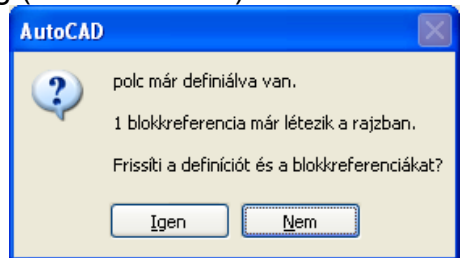 AutoCAD
polc már definiálva van.
1 blokkreferencia már létezik a rajzban.
Frissíti a definíciót és a blokkreferenciákat?
Igen Nem